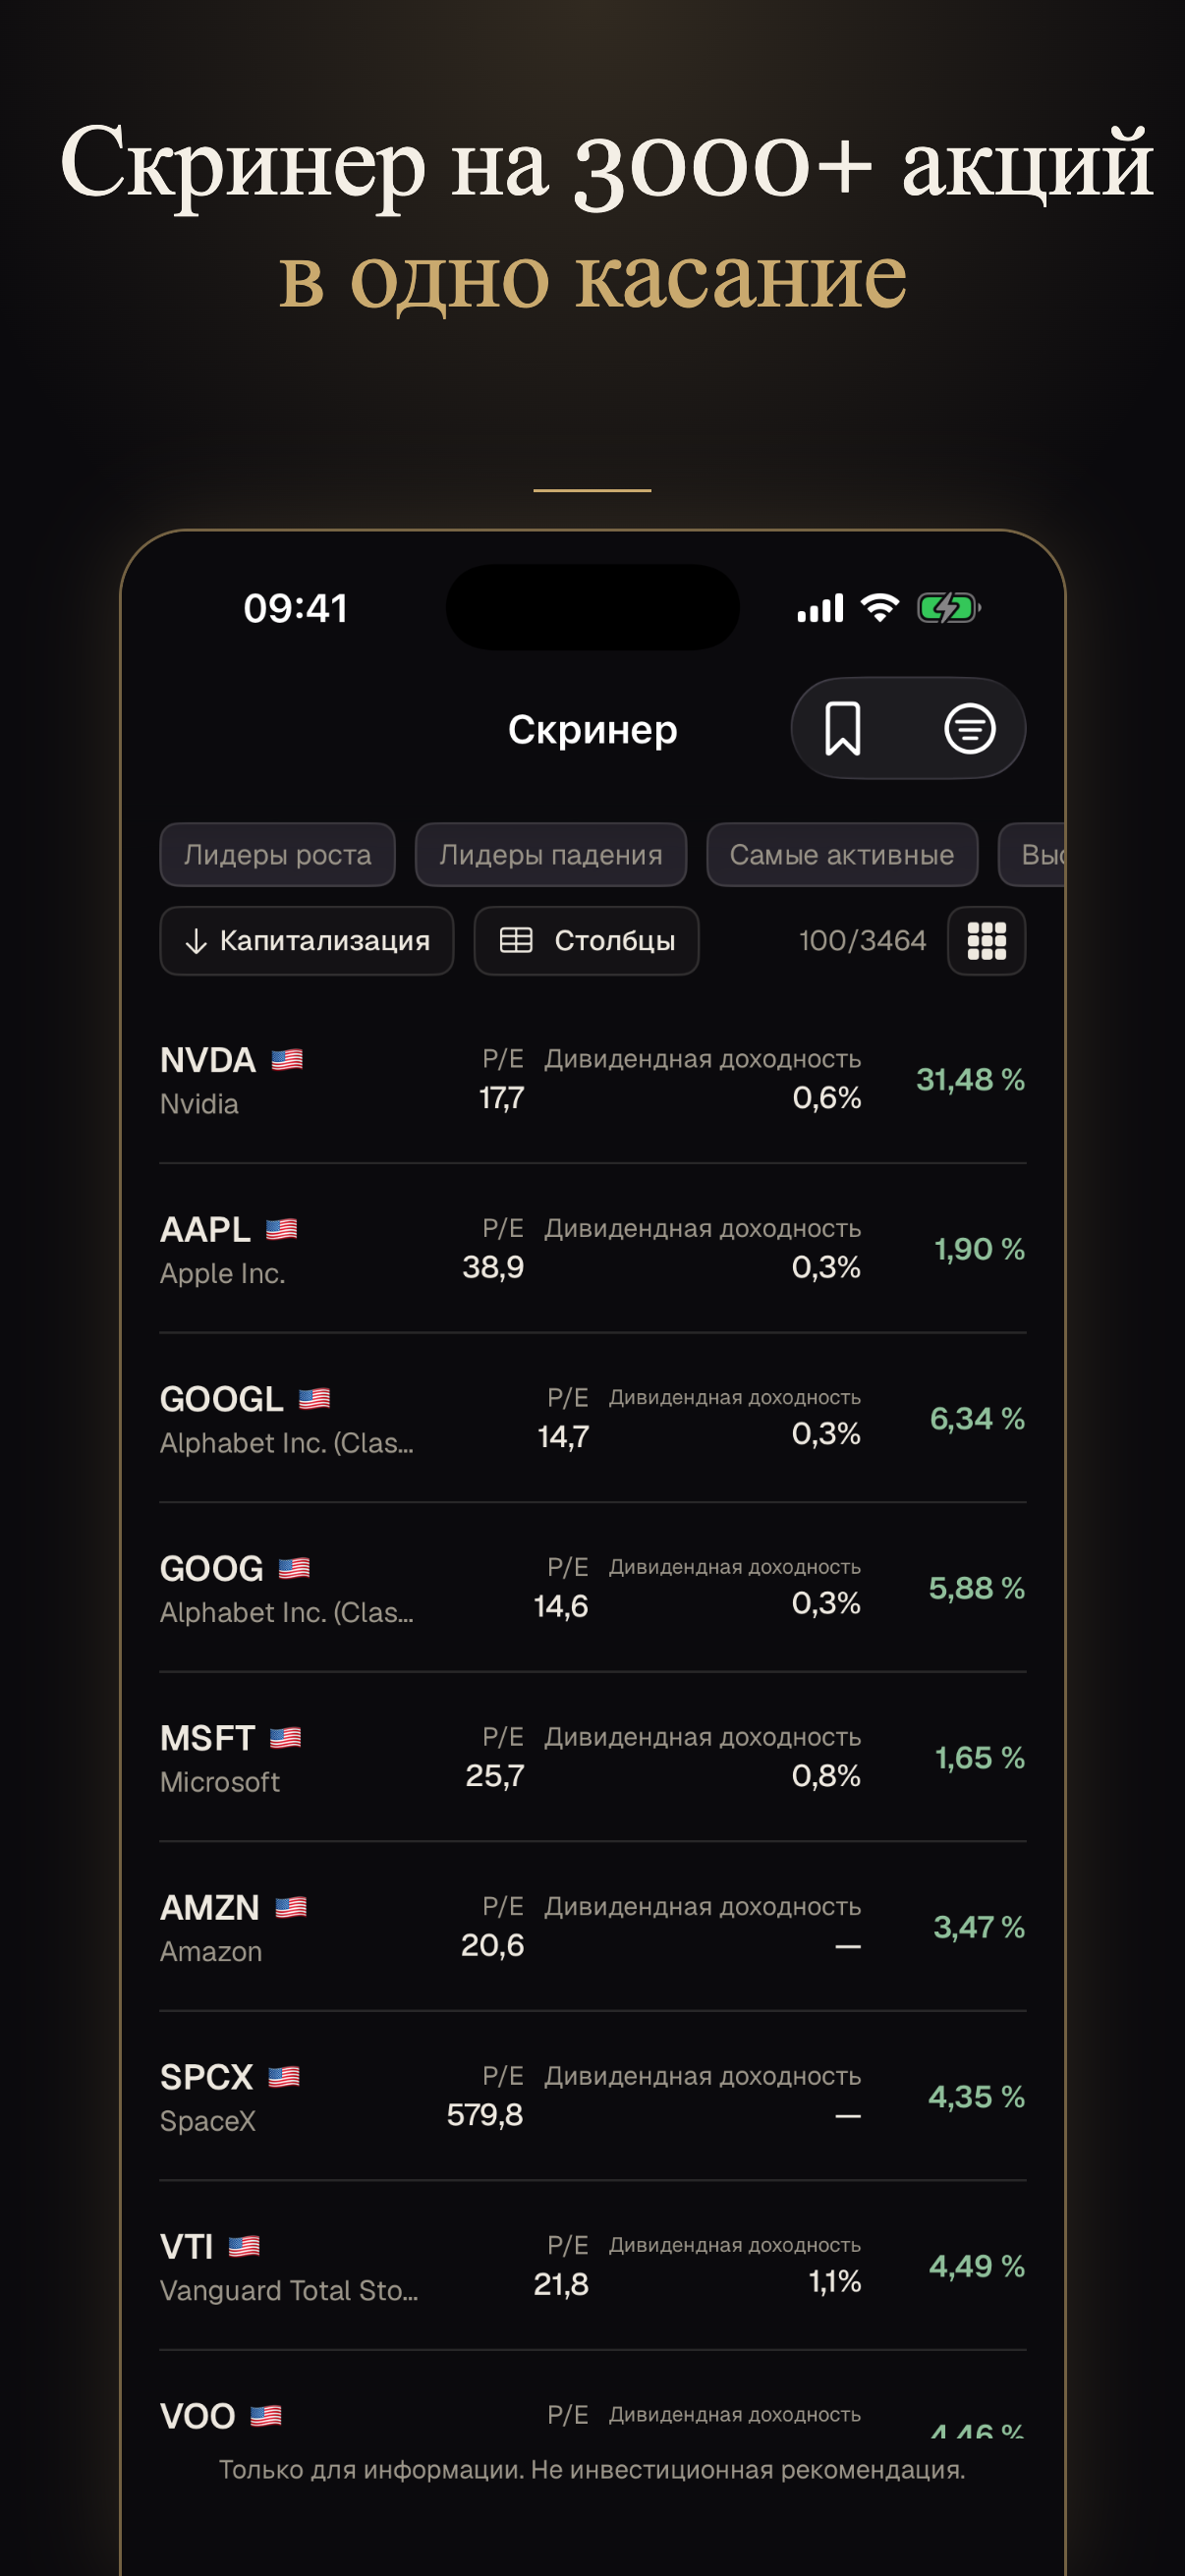 Скринер на 3000+ акций
в одно касание
09:41
Скринер
Лидеры роста Лидеры падения Самые активные Выс
↓ Капитализация Столбцы 100/3464
NVDA P/E Дивидендная доходность
Nvidia 17,7 0,6% 31,48 %
AAPL P/E Дивидендная доходность
Apple Inc. 38,9 0,3% 1,90 %
GOOGL P/E Дивидендная доходность
Alphabet Inc. (Clas... 14,7 0,3% 6,34 %
GOOG P/E Дивидендная доходность
Alphabet Inc. (Clas... 14,6 0,3% 5,88 %
MSFT P/E Дивидендная доходность
Microsoft 25,7 0,8% 1,65 %
AMZN P/E Дивидендная доходность
Amazon 20,6 — 3,47 %
SPCX P/E Дивидендная доходность
SpaceX 579,8 — 4,35 %
VTI P/E Дивидендная доходность
Vanguard Total Sto... 21,8 1,1% 4,49 %
VOO P/E Дивидендная доходность 4,46 %
Только для информации. Не инвестиционная рекомендация.